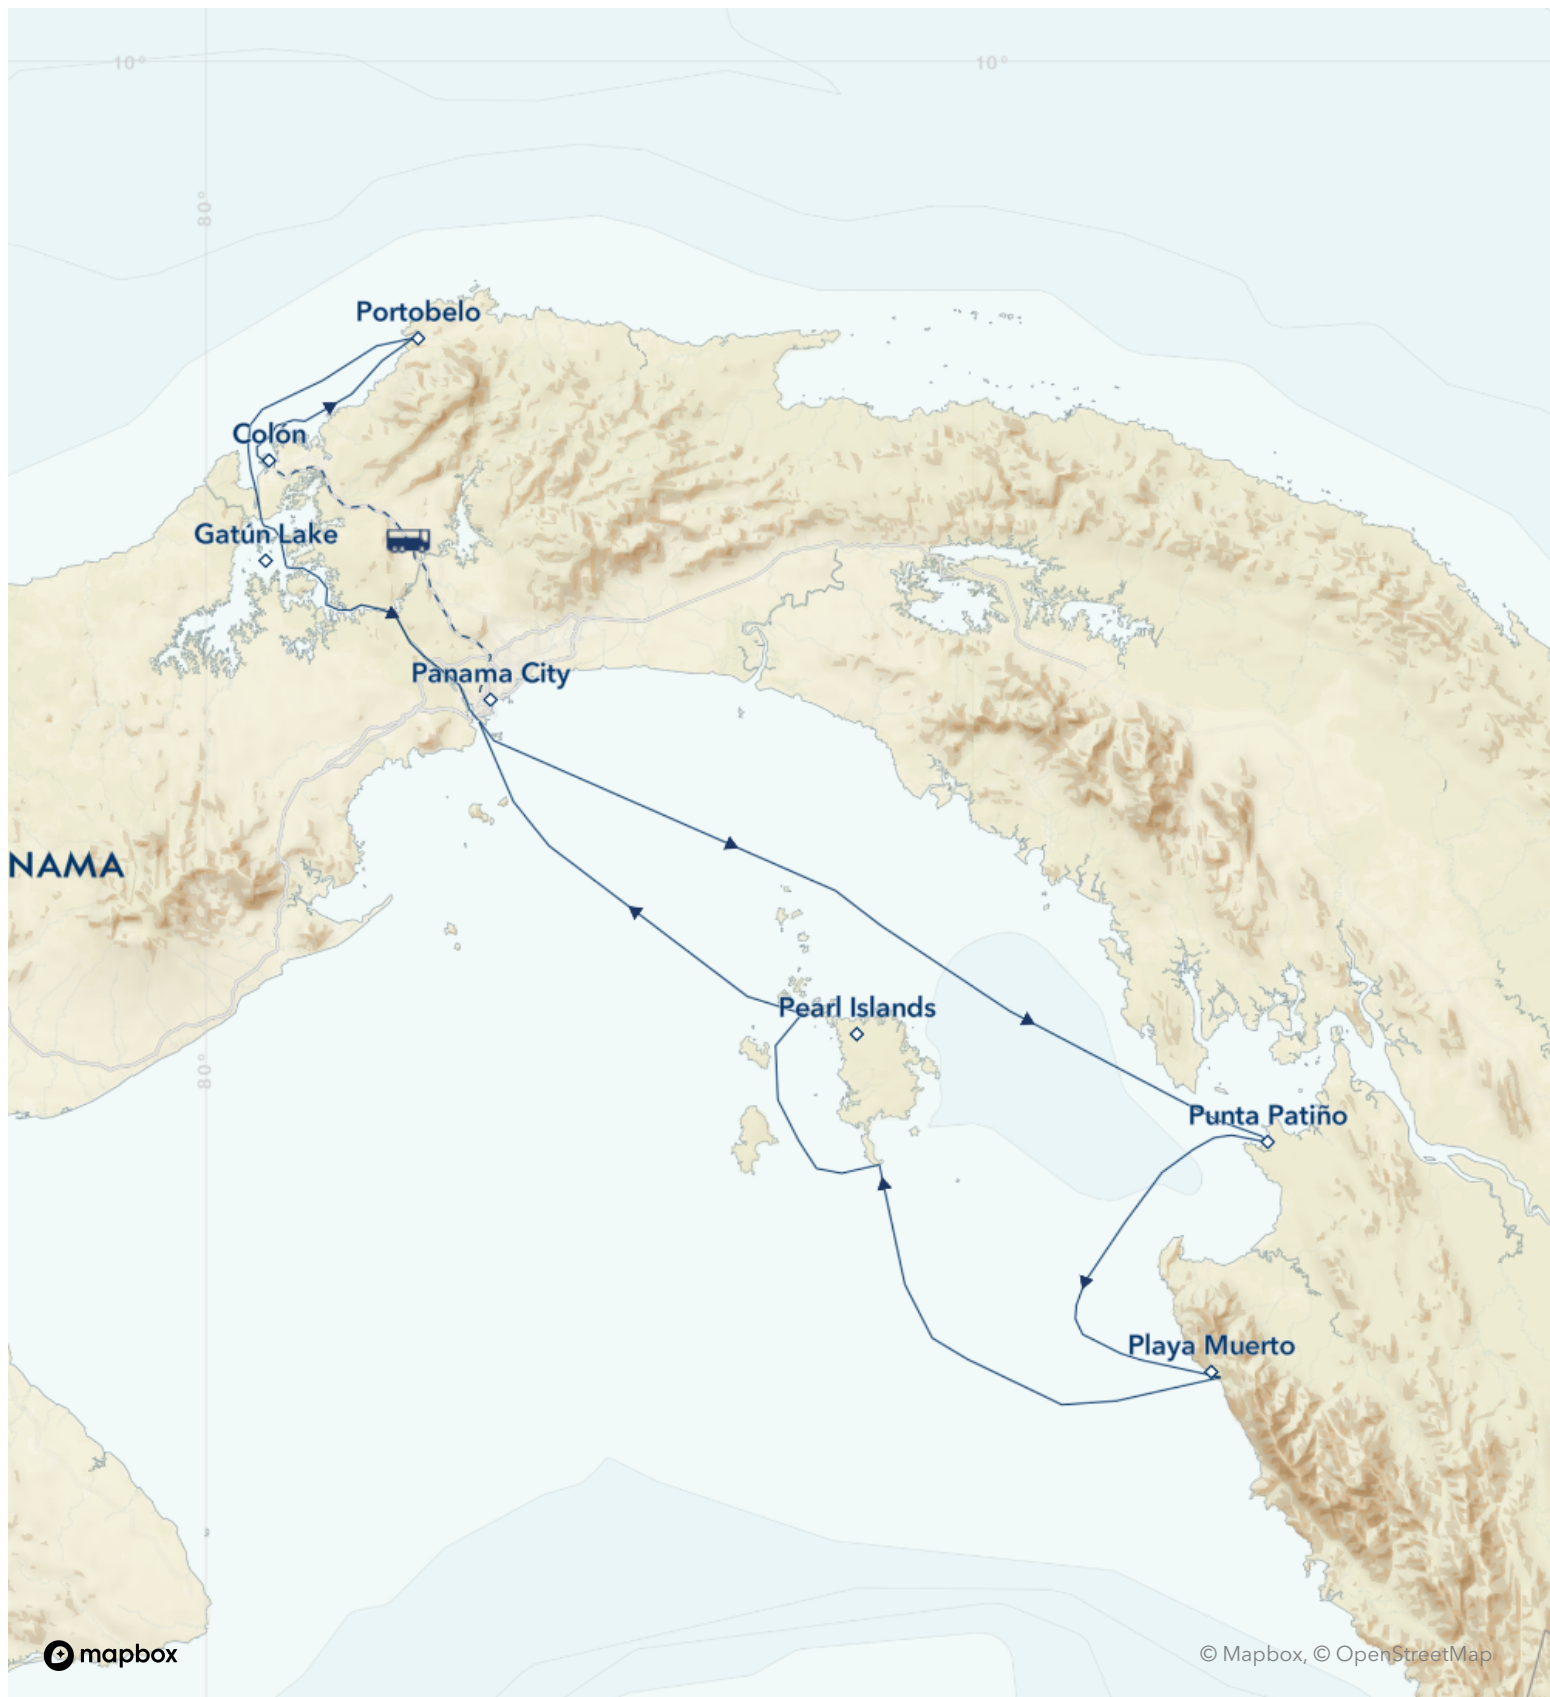 10°
10°
80°
Portobelo
Colón
Gatún Lake
Panama City
NAMA
Pearl Islands
80°
Punta Patiño
Playa Muerto
mapbox
© Mapbox, © OpenStreetMap